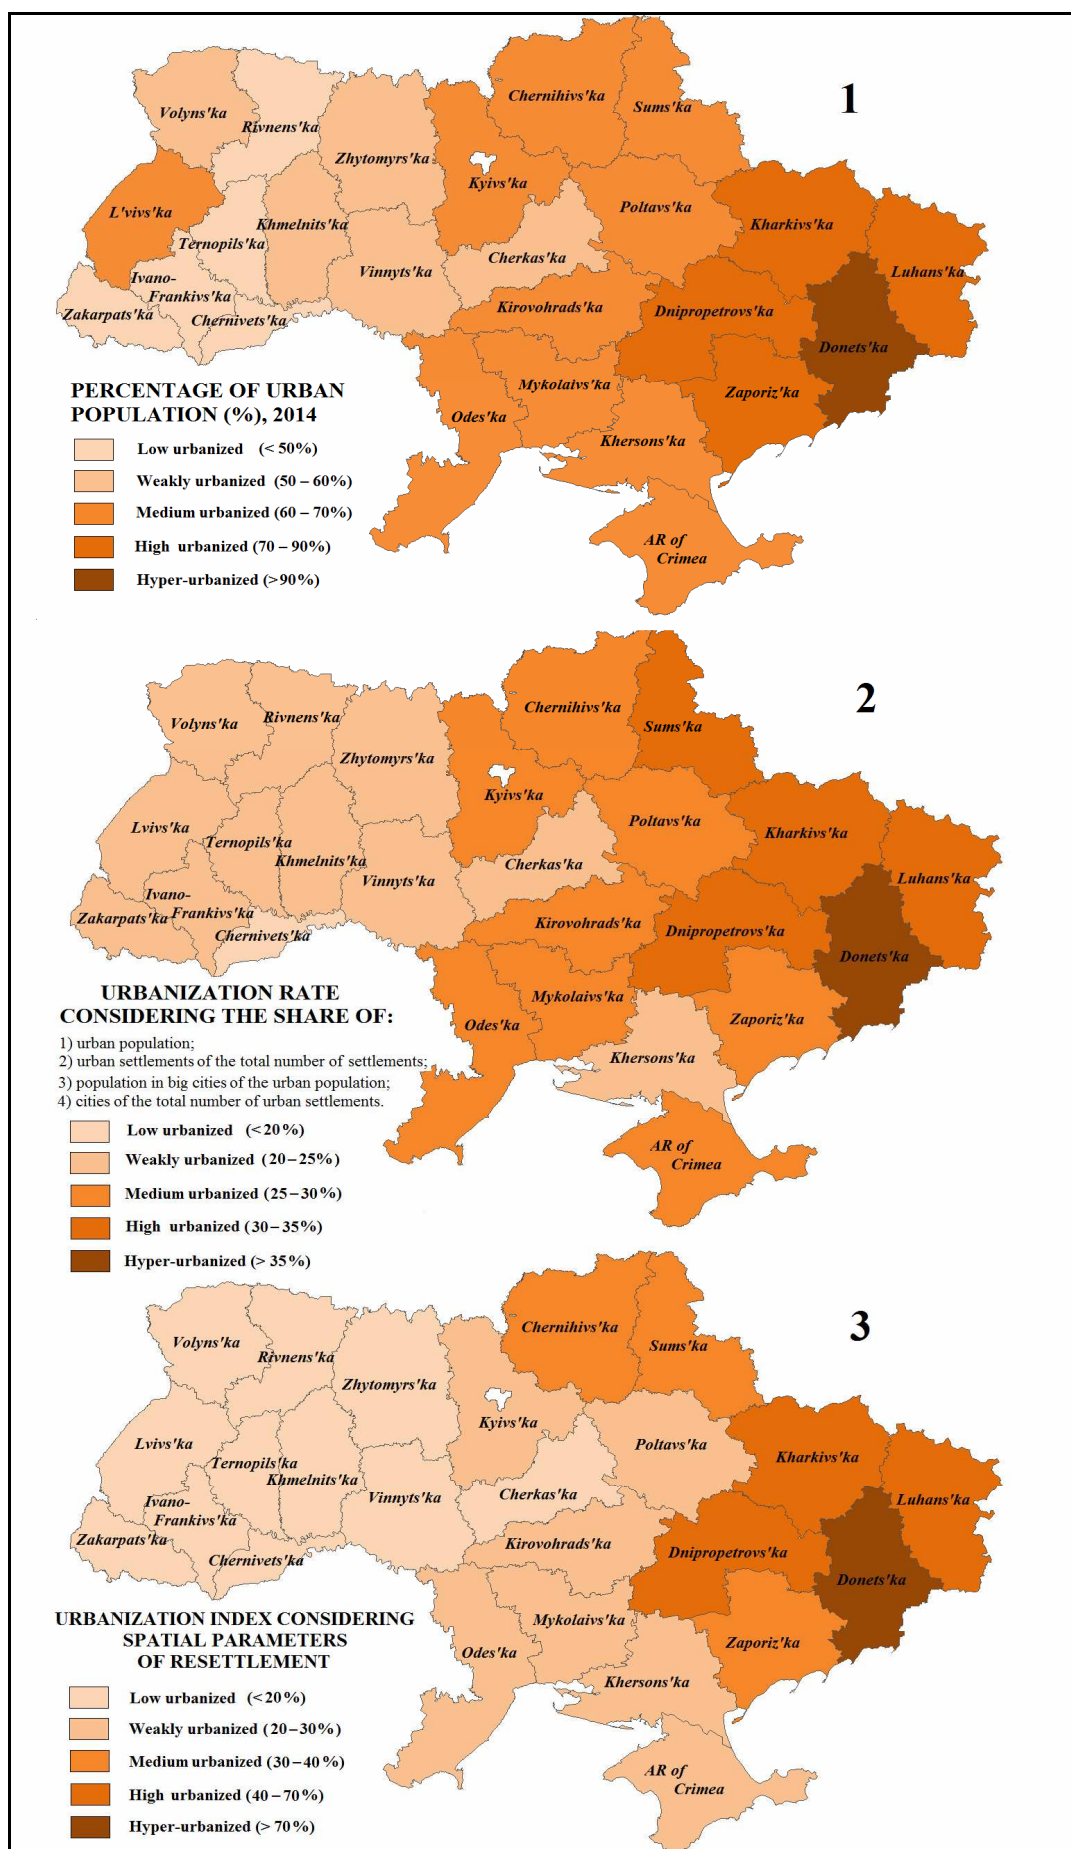 1
Chernihivs'ka
Sums'ka
Volyns'ka
Rivnens'ka
Zhytomyrs'ka
Kyivs'ka
L'vivs'ka
Poltavs'ka
Khmelnits'ka
Kharkivs'ka
Ternopils'ka
Cherkas'ka
Vinnyts'ka
Luhans'ka
Ivano-
Frankivs'ka
Zakarpats'ka
Chernivets'ka
Kirovohrads'ka
Dnipropetrovs'ka
Donets'ka
Mykolaivs'ka
Zaporiz'ka
Odes'ka
Khersons'ka
AR of
Crimea
PERCENTAGE OF URBAN
POPULATION (%), 2014
Low urbanized (< 50%)
Weakly urbanized (50 – 60%)
Medium urbanized (60 – 70%)
High urbanized (70 – 90%)
Hyper-urbanized (>90%)
2
Chernihivs'ka
Sums'ka
Volyns'ka
Rivnens'ka
Zhytomyrs'ka
Kyivs'ka
Lvivs'ka
Poltavs'ka
Kharkivs'ka
Ternopils'ka
Khmelnits'ka
Cherkas'ka
Vinnyts'ka
Luhans'ka
Ivano-
Frankivs'ka
Zakarpats'ka
Chernivets'ka
Kirovohrads'ka
Dnipropetrovs'ka
Donets'ka
Mykolaivs'ka
Zaporiz'ka
Odes'ka
Khersons'ka
AR of
Crimea
URBANIZATION RATE
CONSIDERING THE SHARE OF:
1) urban population;
2) urban settlements of the total number of settlements;
3) population in big cities of the urban population;
4) cities of the total number of urban settlements.
Low urbanized (<20%)
Weakly urbanized (20–25%)
Medium urbanized (25–30%)
High urbanized (30–35%)
Hyper-urbanized (> 35%)
3
Chernihivs'ka
Sums'ka
Volyns'ka
Rivnens'ka
Zhytomyrs'ka
Kyivs'ka
Lvivs'ka
Poltavs'ka
Kharkivs'ka
Ternopils'ka
Khmelnits'ka
Cherkas'ka
Vinnyts'ka
Luhans'ka
Ivano-
Frankivs'ka
Zakarpats'ka
Chernivets'ka
Kirovohrads'ka
Dnipropetrovs'ka
Donets'ka
Mykolaivs'ka
Zaporiz'ka
Odes'ka
Khersons'ka
AR of
Crimea
URBANIZATION INDEX CONSIDERING
SPATIAL PARAMETERS
OF RESETTLEMENT
Low urbanized (<20%)
Weakly urbanized (20–30%)
Medium urbanized (30–40%)
High urbanized (40–70%)
Hyper-urbanized (> 70%)